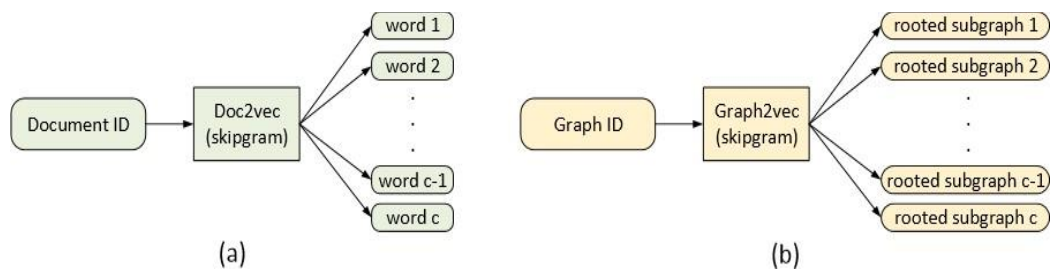 word 1
word 2
Document ID
Doc2vec
(skipgram)
.
.
.
word c-1
word c
(a)
rooted subgraph 1
rooted subgraph 2
Graph ID
Graph2vec
(skipgram)
.
.
.
rooted subgraph c-1
rooted subgraph c
(b)